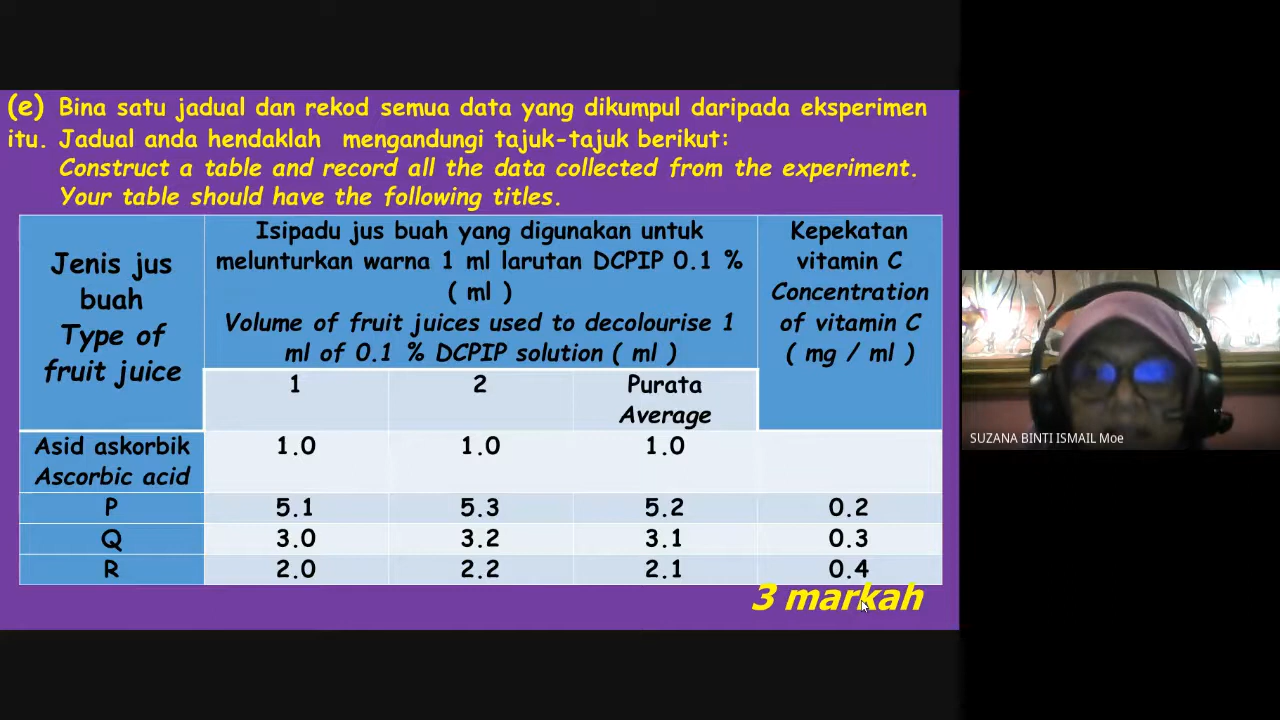 (e) Bina satu jadual dan rekod semua data yang dikumpul daripada eksperimen
itu. Jadual anda hendaklah mengandungi tajuk-tajuk berikut:
Construct a table and record all the data collected from the experiment.
Your table should have the following titles.
Jenis jus
buah
Type of
fruit juice
Isipadu jus buah yang digunakan untuk
melunturkan warna 1 ml larutan DCPIP 0.1 %
( ml )
Volume of fruit juices used to decolourise 1
ml of 0.1 % DCPIP solution ( ml )
Kepekatan
vitamin C
Concentration
of vitamin C
( mg / ml )
1 2 Purata
Average
Asid askorbik 1.0 1.0 1.0
Ascorbic acid
P 5.1 5.3 5.2 0.2
Q 3.0 3.2 3.1 0.3
R 2.0 2.2 2.1 0.4
3 markah
SUZANA BINTI ISMAIL Moe